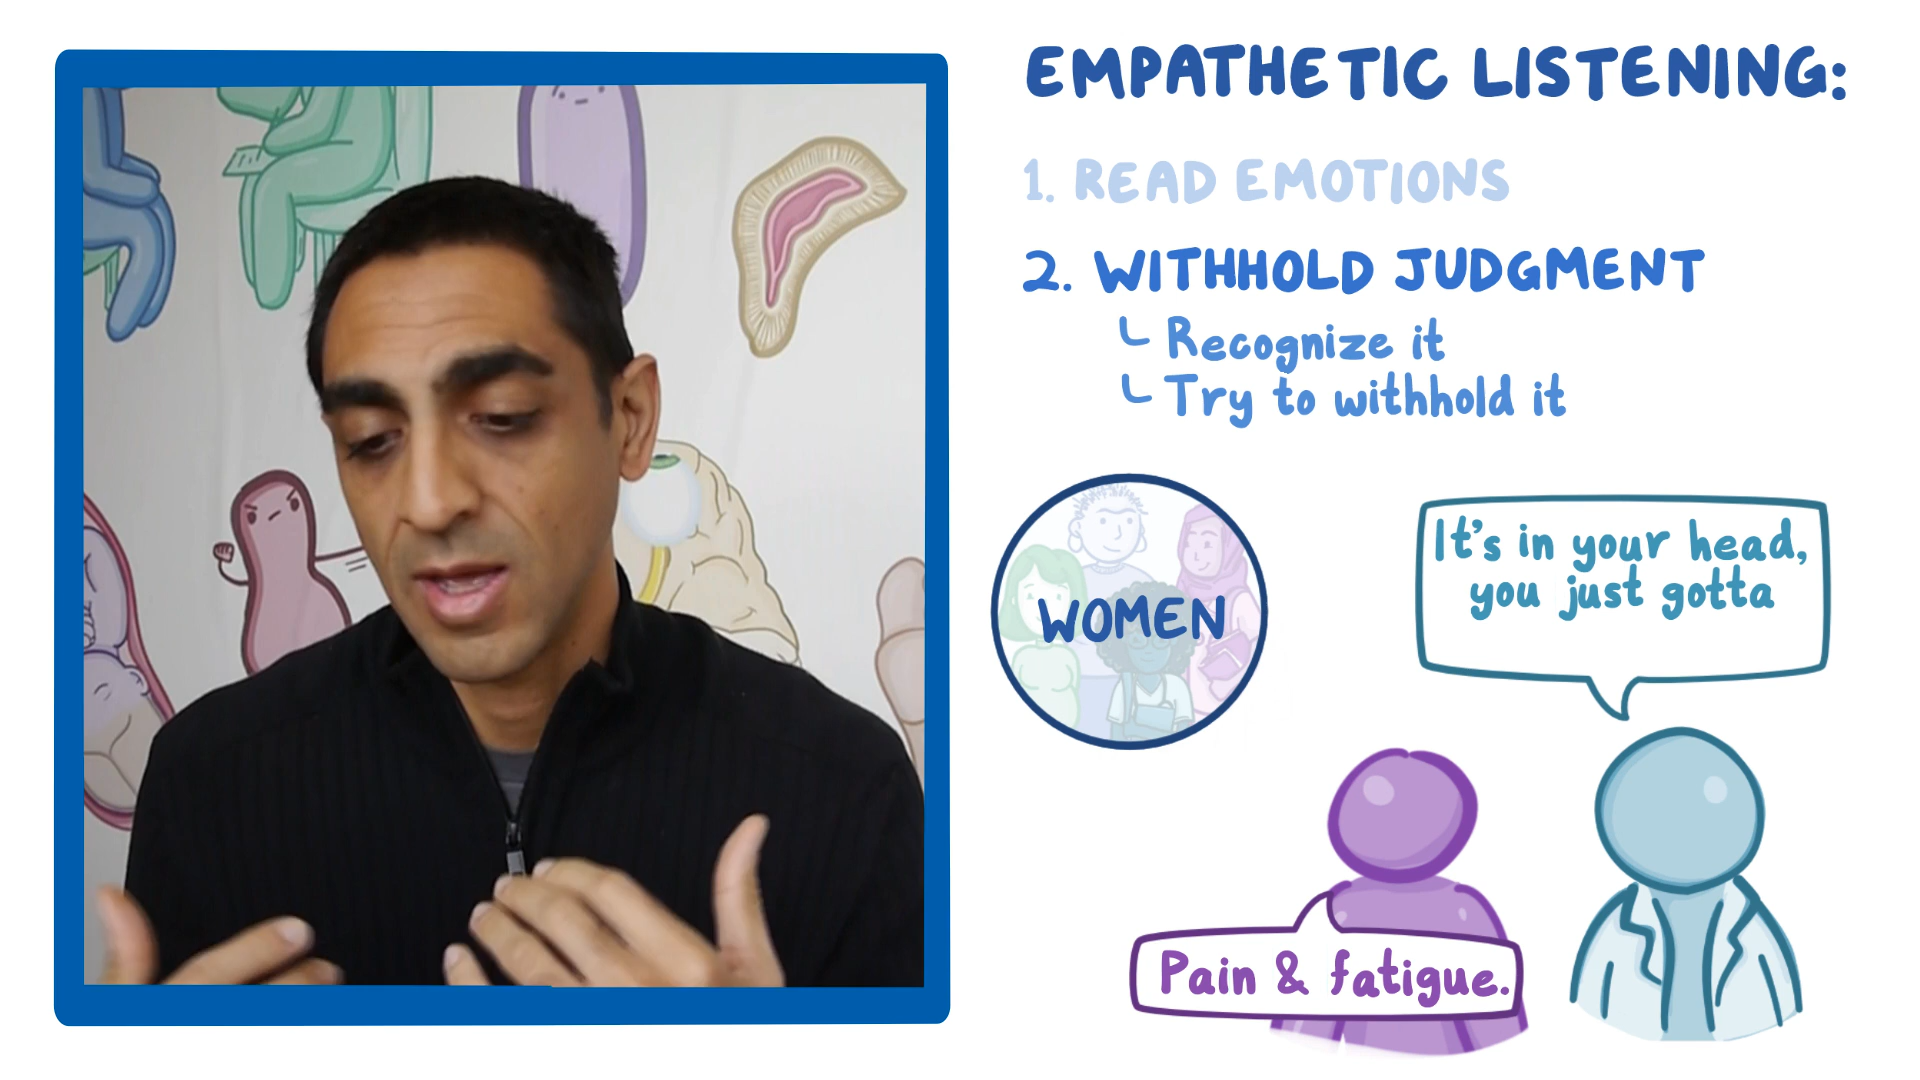 EMPATHETIC LISTENING:
1. READ EMOTIONS
2. WITHHOLD JUDGMENT
Recognize it
Try to withhold it
WOMEN
It's in your head,
you just gotta
Pain & fatigue.